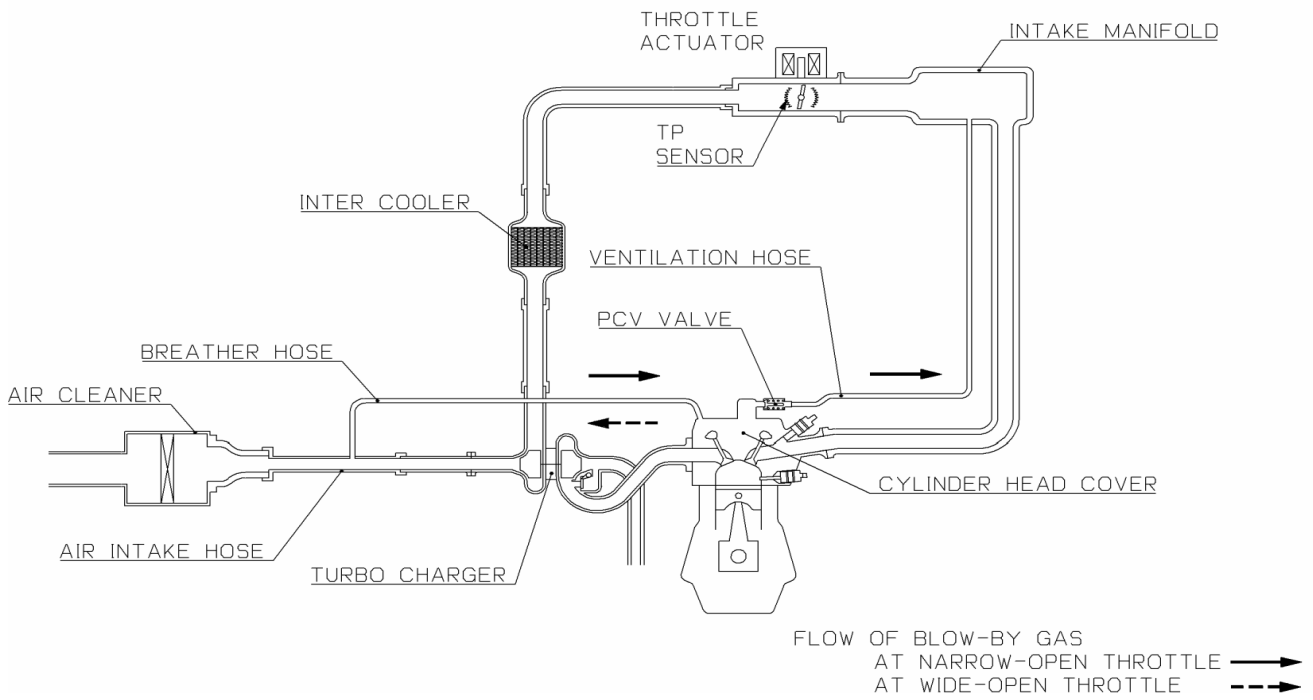 THROTTLE
ACTUATOR
INTAKE MANIFOLD
TP
SENSOR
INTER COOLER
VENTILATION HOSE
PCV VALVE
BREATHER HOSE
AIR CLEANER
CYLINDER HEAD COVER
AIR INTAKE HOSE
TURBO CHARGER
FLOW OF BLOW-BY GAS
AT NARROW-OPEN THROTTLE
AT WIDE-OPEN THROTTLE